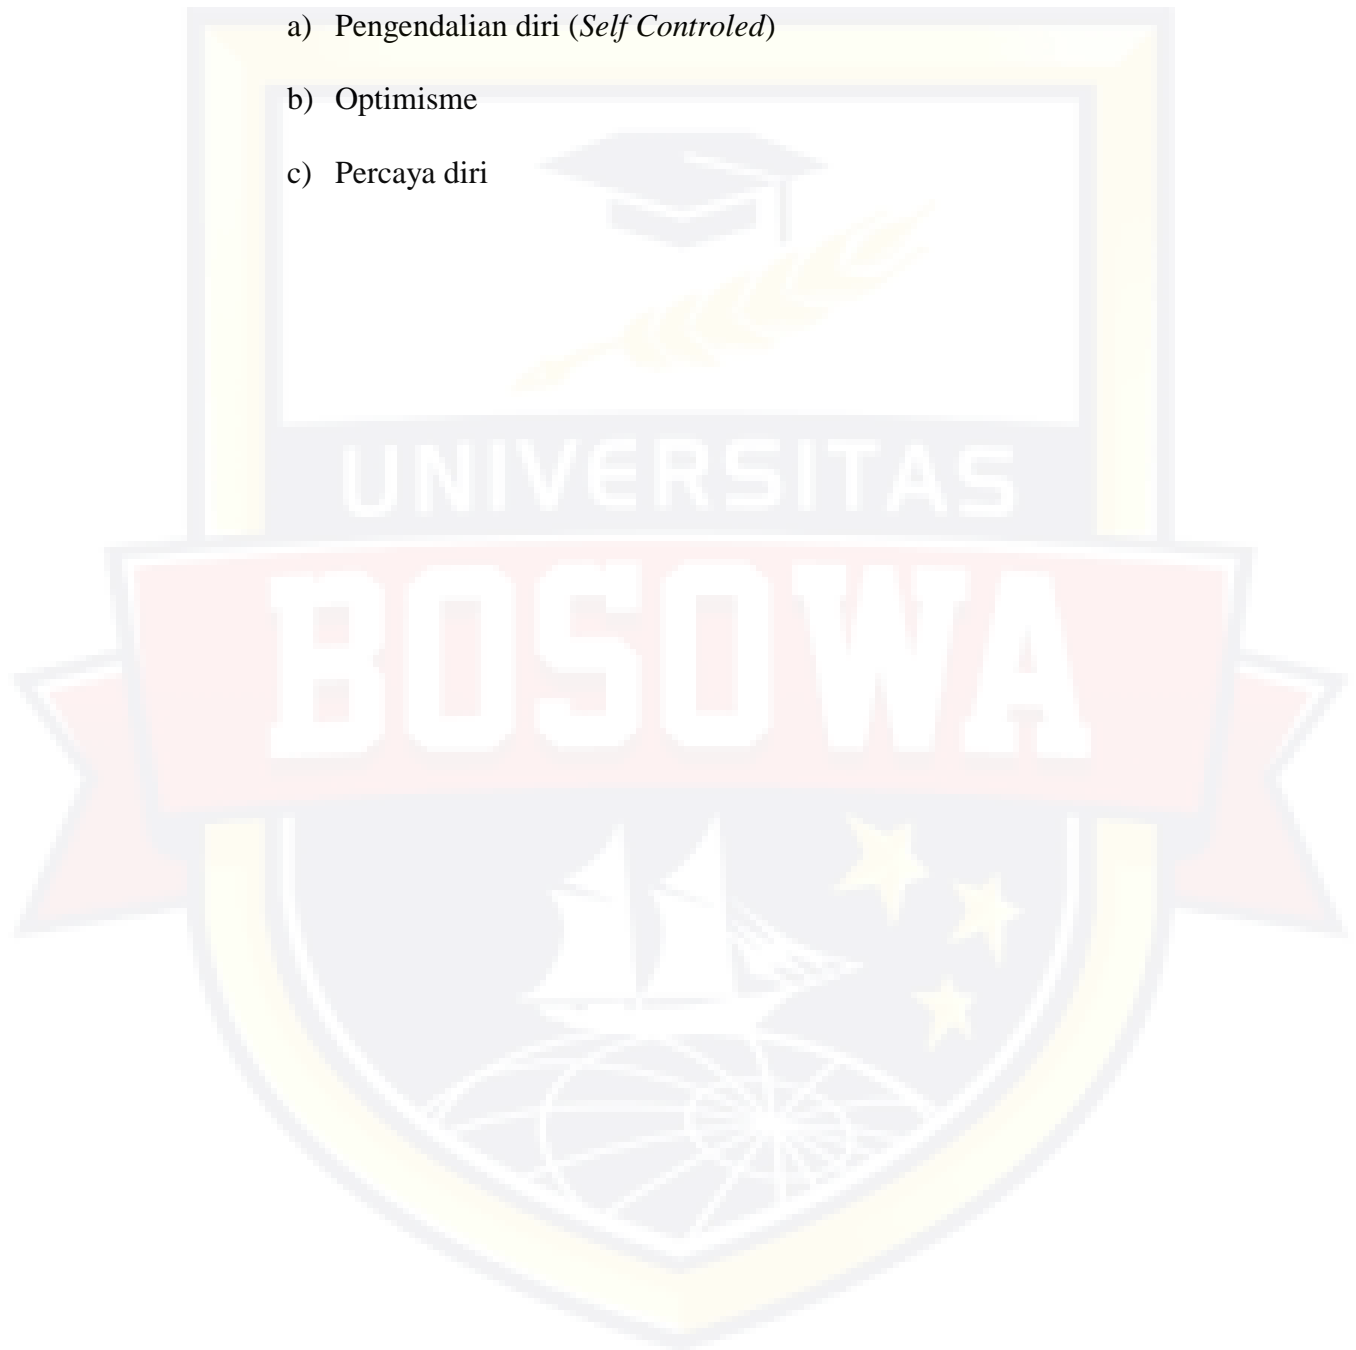 a) Pengendalian diri (Self Controled)
b) Optimisme
c) Percaya diri
UNIVERSITAS
BOSOWA